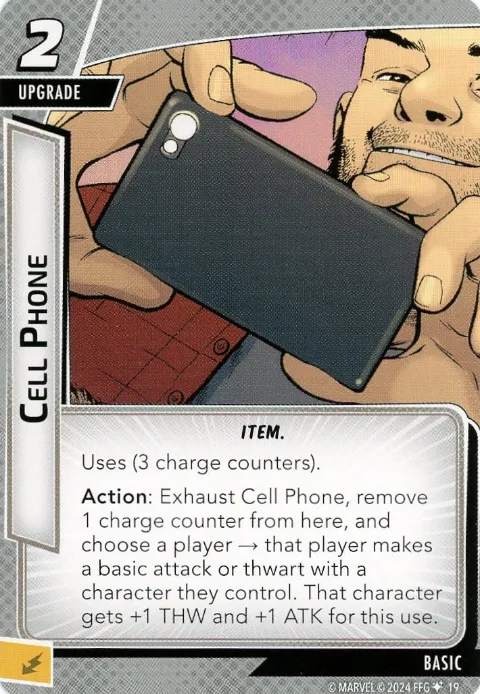 2
UPGRADE
CELL PHONE
ITEM.
Uses (3 charge counters).
Action: Exhaust Cell Phone, remove
1 charge counter from here, and
choose a player → that player makes
a basic attack or thwart with a
character they control. That character
gets +1 THW and +1 ATK for this use.
BASIC
© MARVEL © 2024 FFG 19